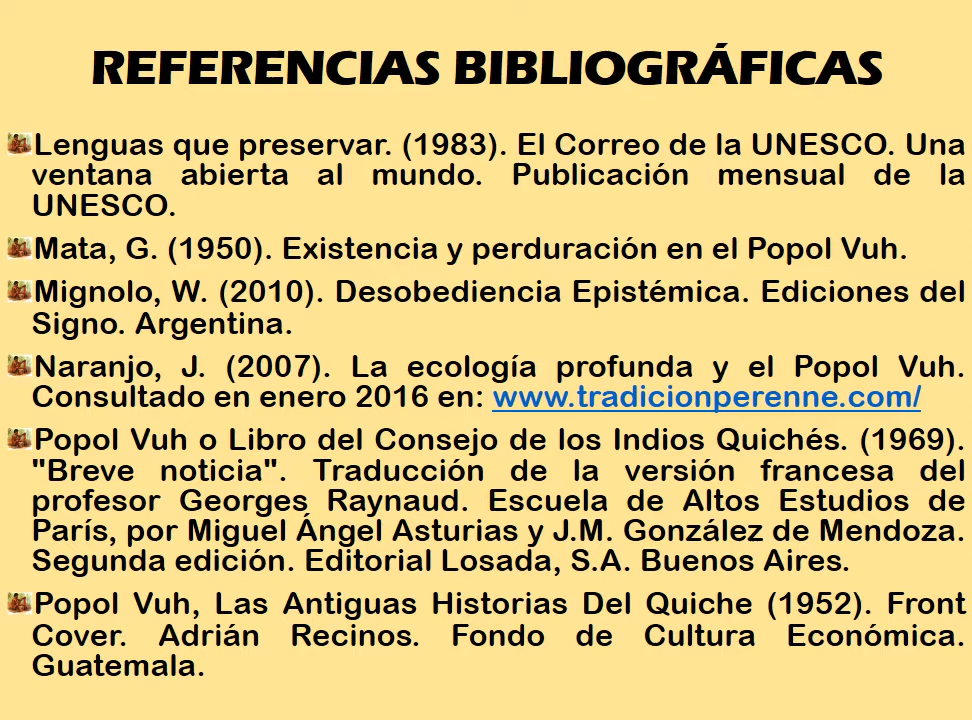 REFERENCIAS BIBLIOGRÁFICAS
Lenguas que preservar. (1983). El Correo de la UNESCO. Una
ventana abierta al mundo. Publicación mensual de la
UNESCO.
Mata, G. (1950). Existencia y perduración en el Popol Vuh.
Mignolo, W. (2010). Desobediencia Epistémica. Ediciones del
Signo. Argentina.
Naranjo, J. (2007). La ecología profunda y el Popol Vuh.
Consultado en enero 2016 en: www.tradicionperenne.com/
Popol Vuh o Libro del Consejo de los Indios Quichés. (1969).
"Breve noticia". Traducción de la versión francesa del
profesor Georges Raynaud. Escuela de Altos Estudios de
París, por Miguel Ángel Asturias y J.M. González de Mendoza.
Segunda edición. Editorial Losada, S.A. Buenos Aires.
Popol Vuh, Las Antiguas Historias Del Quiche (1952). Front
Cover. Adrián Recinos. Fondo de Cultura Económica.
Guatemala.